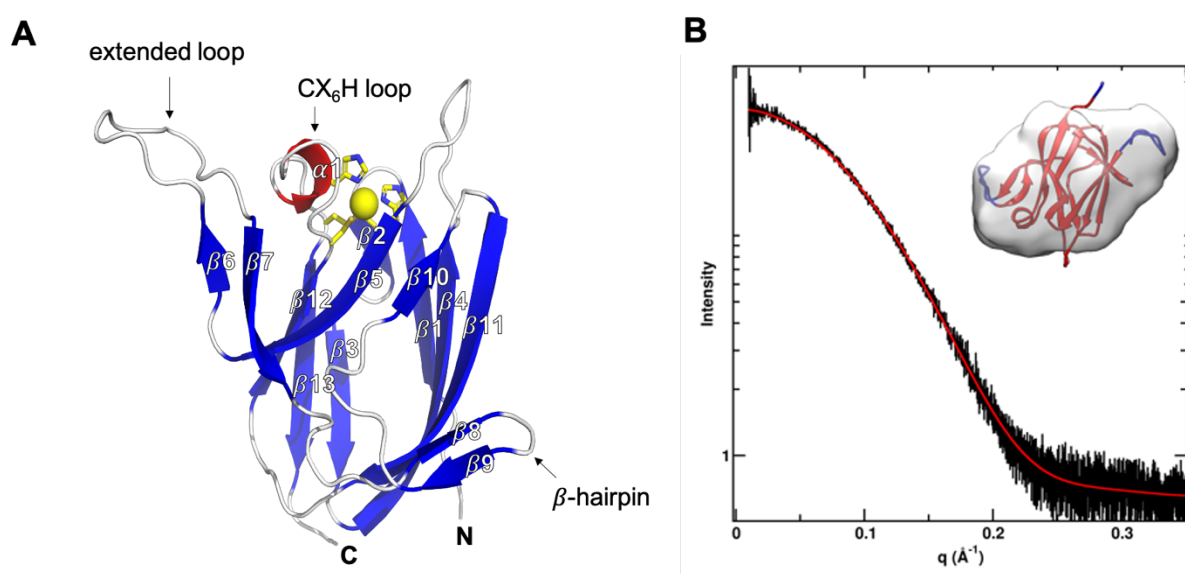 A
extended loop
CX₆H loop
α1
β2
β6
β7
β5
β10
β12
β4
β1
β11
β3
β13
β8
β9
β-hairpin
C
N
B
Intensity
1
0
0.1
0.2
0.3
q (Å⁻¹)